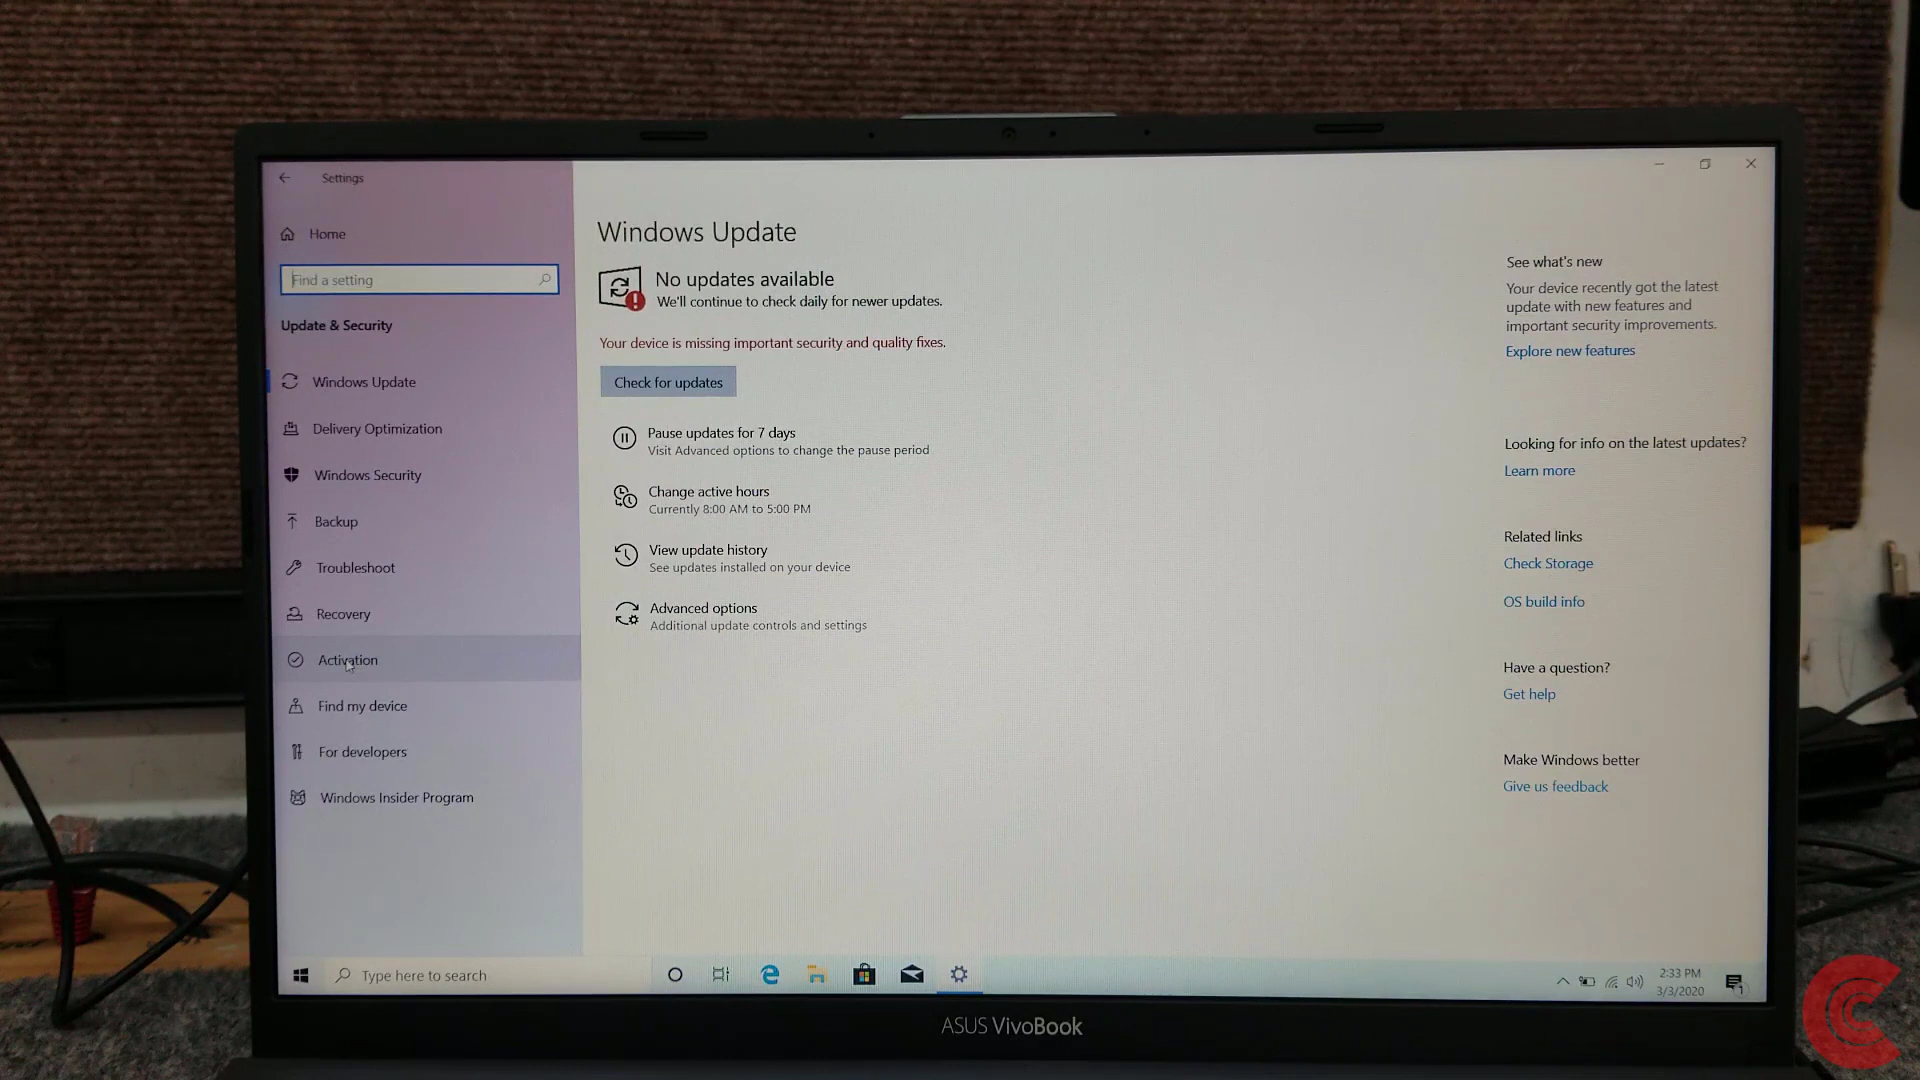 Settings
Home
Find a setting
Update & Security
Windows Update
Delivery Optimization
Windows Security
Backup
Troubleshoot
Recovery
Activation
Find my device
For developers
Windows Insider Program
Windows Update
No updates available
We'll continue to check daily for newer updates.
Your device is missing important security and quality fixes.
Check for updates
Pause updates for 7 days
Visit Advanced options to change the pause period
Change active hours
Currently 8:00 AM to 5:00 PM
View update history
See updates installed on your device
Advanced options
Additional update controls and settings
See what's new
Your device recently got the latest
update with new features and
important security improvements.
Explore new features
Looking for info on the latest updates?
Learn more
Related links
Check Storage
OS build info
Have a question?
Get help
Make Windows better
Give us feedback
Type here to search
2:33 PM
3/3/2020
1
ASUS VivoBook